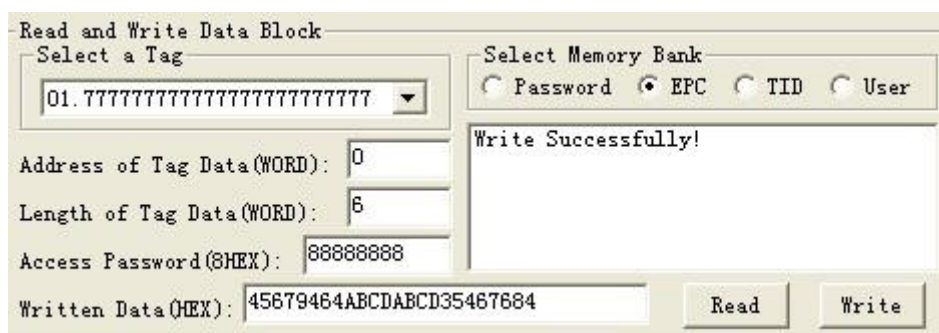 Read and Write Data Block
Select a Tag
01.777777777777777777777777
Select Memory Bank
Password EPC TID User
Address of Tag Data(WORD): 0
Length of Tag Data(WORD): 6
Access Password(8HEX): 88888888
Write Successfully!
Written Data(HEX): 45679464ABCDABCD35467684
Read Write